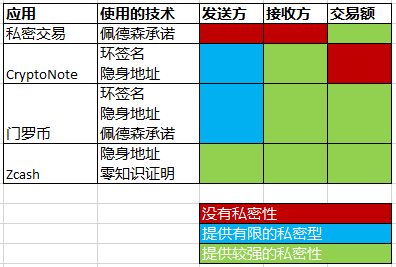 应用 使用的技术 发送方 接收方 交易额
私密交易 佩德森承诺
环签名
CryptoNote 隐身地址
环签名
隐身地址
门罗币 佩德森承诺
隐身地址
Zcash 零知识证明
没有私密性
提供有限的私密型
提供较强的私密性